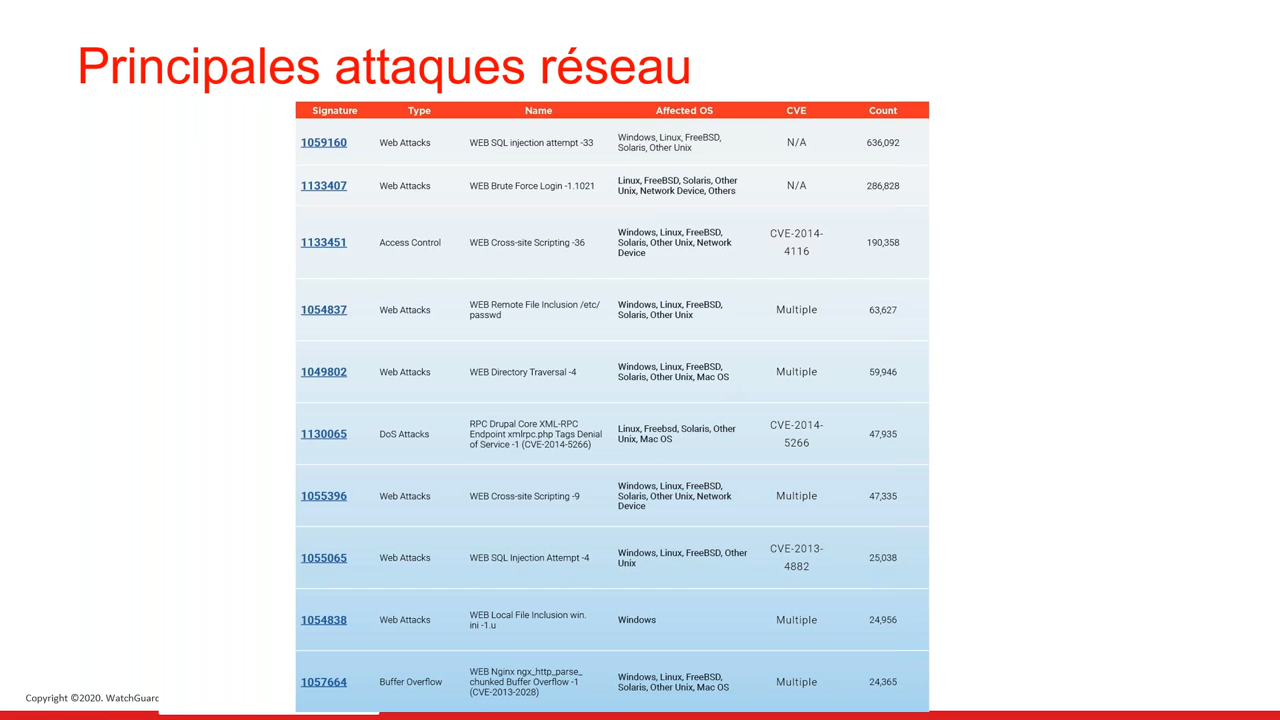 Principales attaques réseau
Signature Type Name Affected OS CVE Count
1059160 Web Attacks WEB SQL injection attempt -33 Windows, Linux, FreeBSD, Solaris, Other Unix N/A 636,092
1133407 Web Attacks WEB Brute Force Login -1.1021 Linux, FreeBSD, Solaris, Other Unix, Network Device, Others N/A 286,828
1133451 Access Control WEB Cross-site Scripting -36 Windows, Linux, FreeBSD, Solaris, Other Unix, Network Device CVE-2014-4116 190,358
1054837 Web Attacks WEB Remote File Inclusion /etc/passwd Windows, Linux, FreeBSD, Solaris, Other Unix Multiple 63,627
1049802 Web Attacks WEB Directory Traversal -4 Windows, Linux, FreeBSD, Solaris, Other Unix, Mac OS Multiple 59,946
1130065 DoS Attacks RPC Drupal Core XML-RPC Endpoint xmlrpc.php Tags Denial of Service -1 (CVE-2014-5266) Linux, Freebsd, Solaris, Other Unix, Mac OS CVE-2014-5266 47,935
1055396 Web Attacks WEB Cross-site Scripting -9 Windows, Linux, FreeBSD, Solaris, Other Unix, Network Device Multiple 47,335
1055065 Web Attacks WEB SQL Injection Attempt -4 Windows, Linux, FreeBSD, Other Unix CVE-2013-4882 25,038
1054838 Web Attacks WEB Local File Inclusion win.ini -1.u Windows Multiple 24,956
1057664 Buffer Overflow WEB Nginx ngx_http_parse_chunked Buffer Overflow -1 (CVE-2013-2028) Windows, Linux, FreeBSD, Solaris, Other Unix, Mac OS Multiple 24,365
Copyright ©2020. WatchGuard